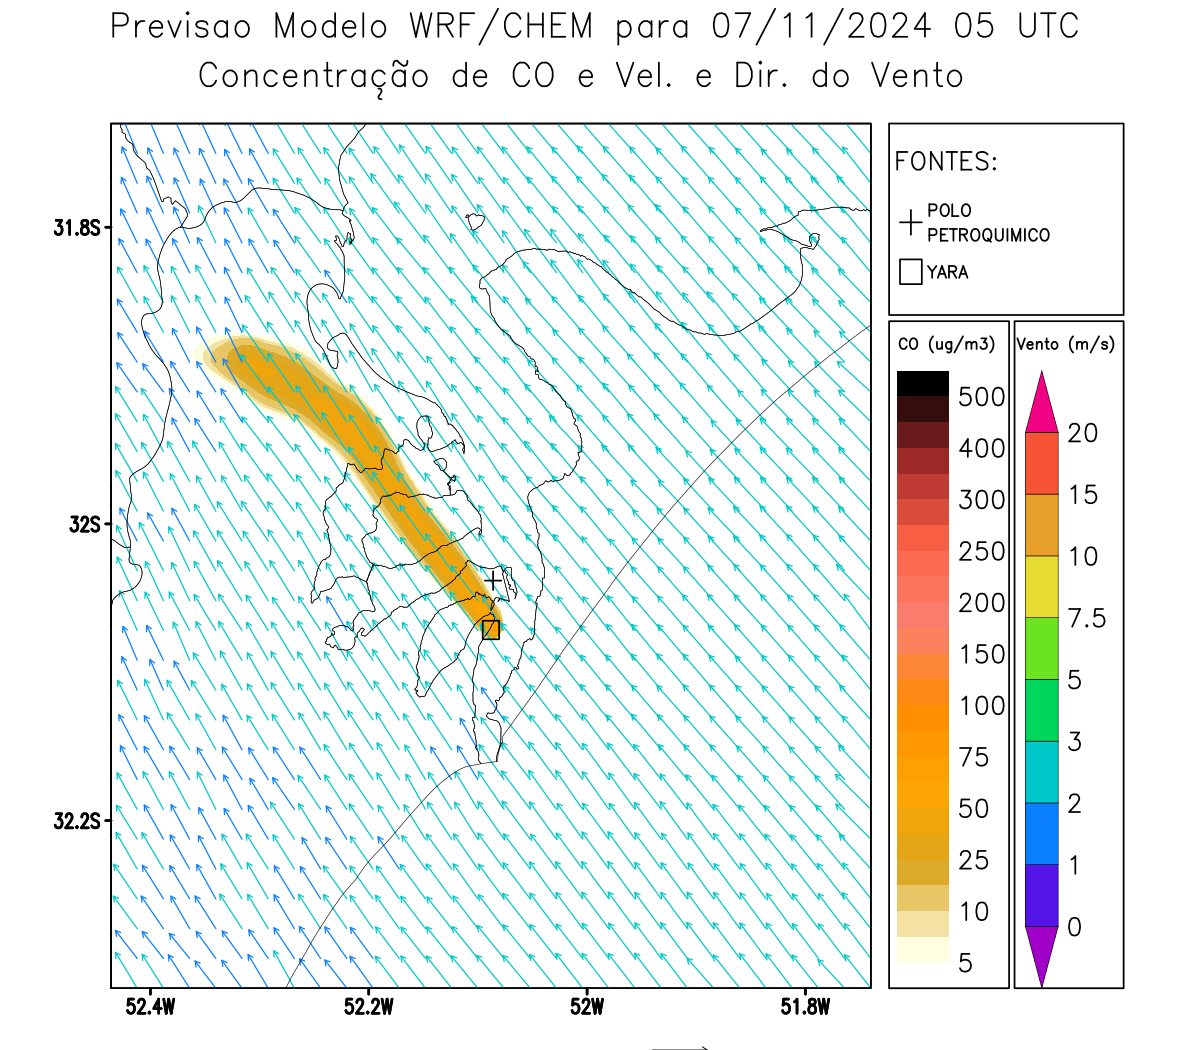 Previsao Modelo WRF/CHEM para 07/11/2024 05 UTC
Concentração de CO e Vel. e Dir. do Vento
FONTES:
POLO
PETROQUIMICO
YARA
CO (ug/m3)
500
400
300
250
200
150
100
75
50
25
10
5
Vento (m/s)
20
15
10
7.5
5
3
2
1
0
31.8S
32S
32.2S
52.4W
52.2W
52W
51.8W